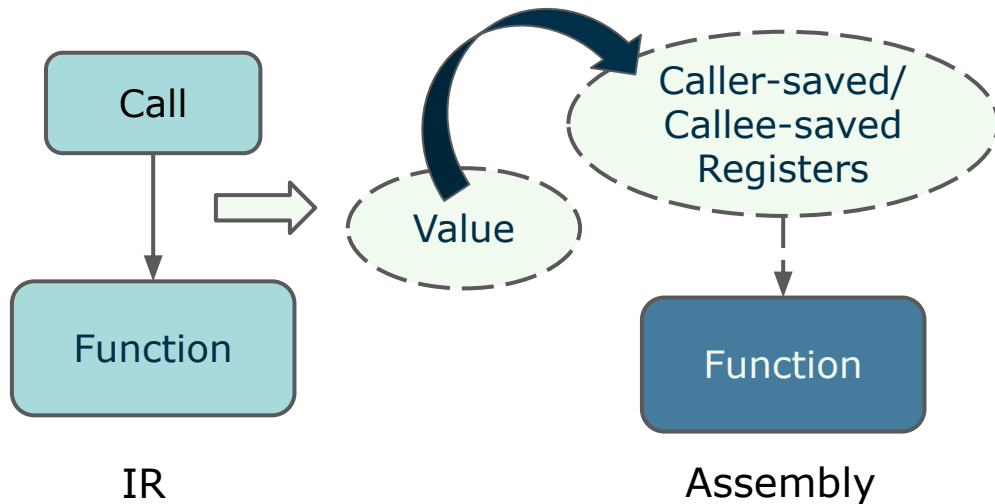 Call
Function
IR
Value
Caller-saved/
Callee-saved
Registers
Function
Assembly